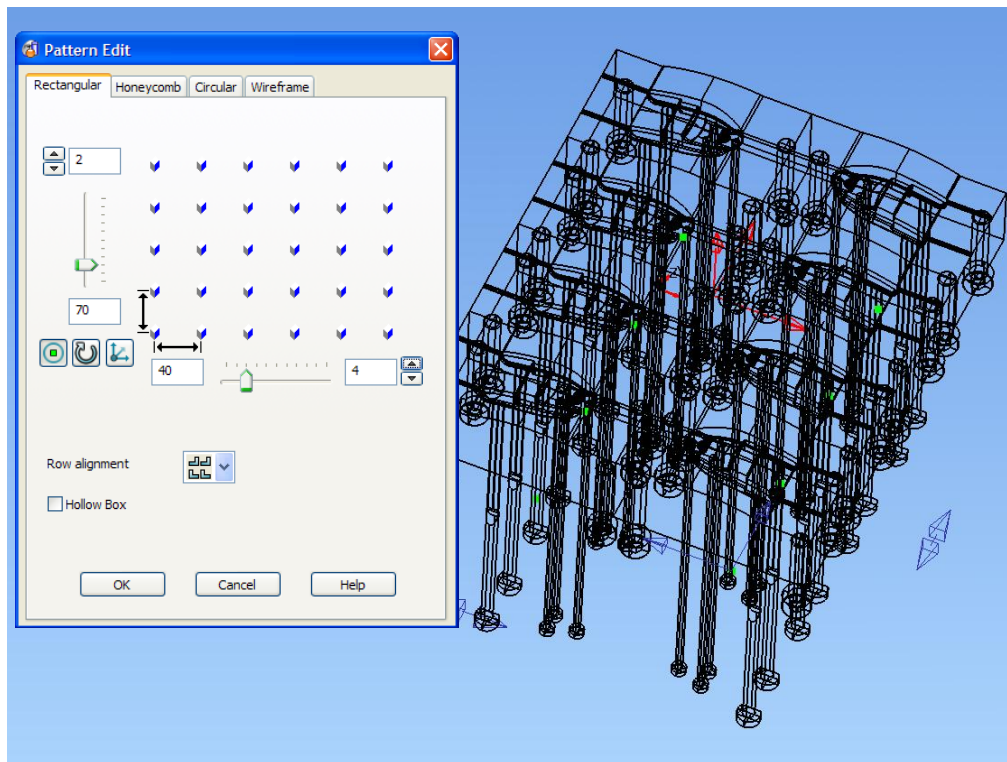 Pattern Edit
Rectangular Honeycomb Circular Wireframe
2
70
40
4
Row alignment
Hollow Box
OK Cancel Help